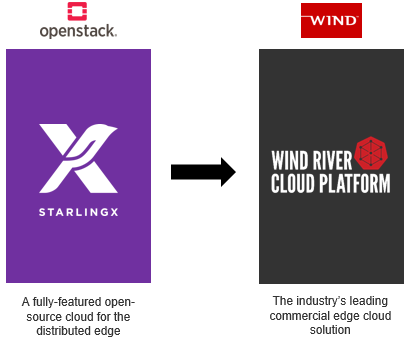 openstack.
WIND
STARLINGX
WIND RIVER
CLOUD PLATFORM
A fully-featured open-
source cloud for the
distributed edge
The industry's leading
commercial edge cloud
solution